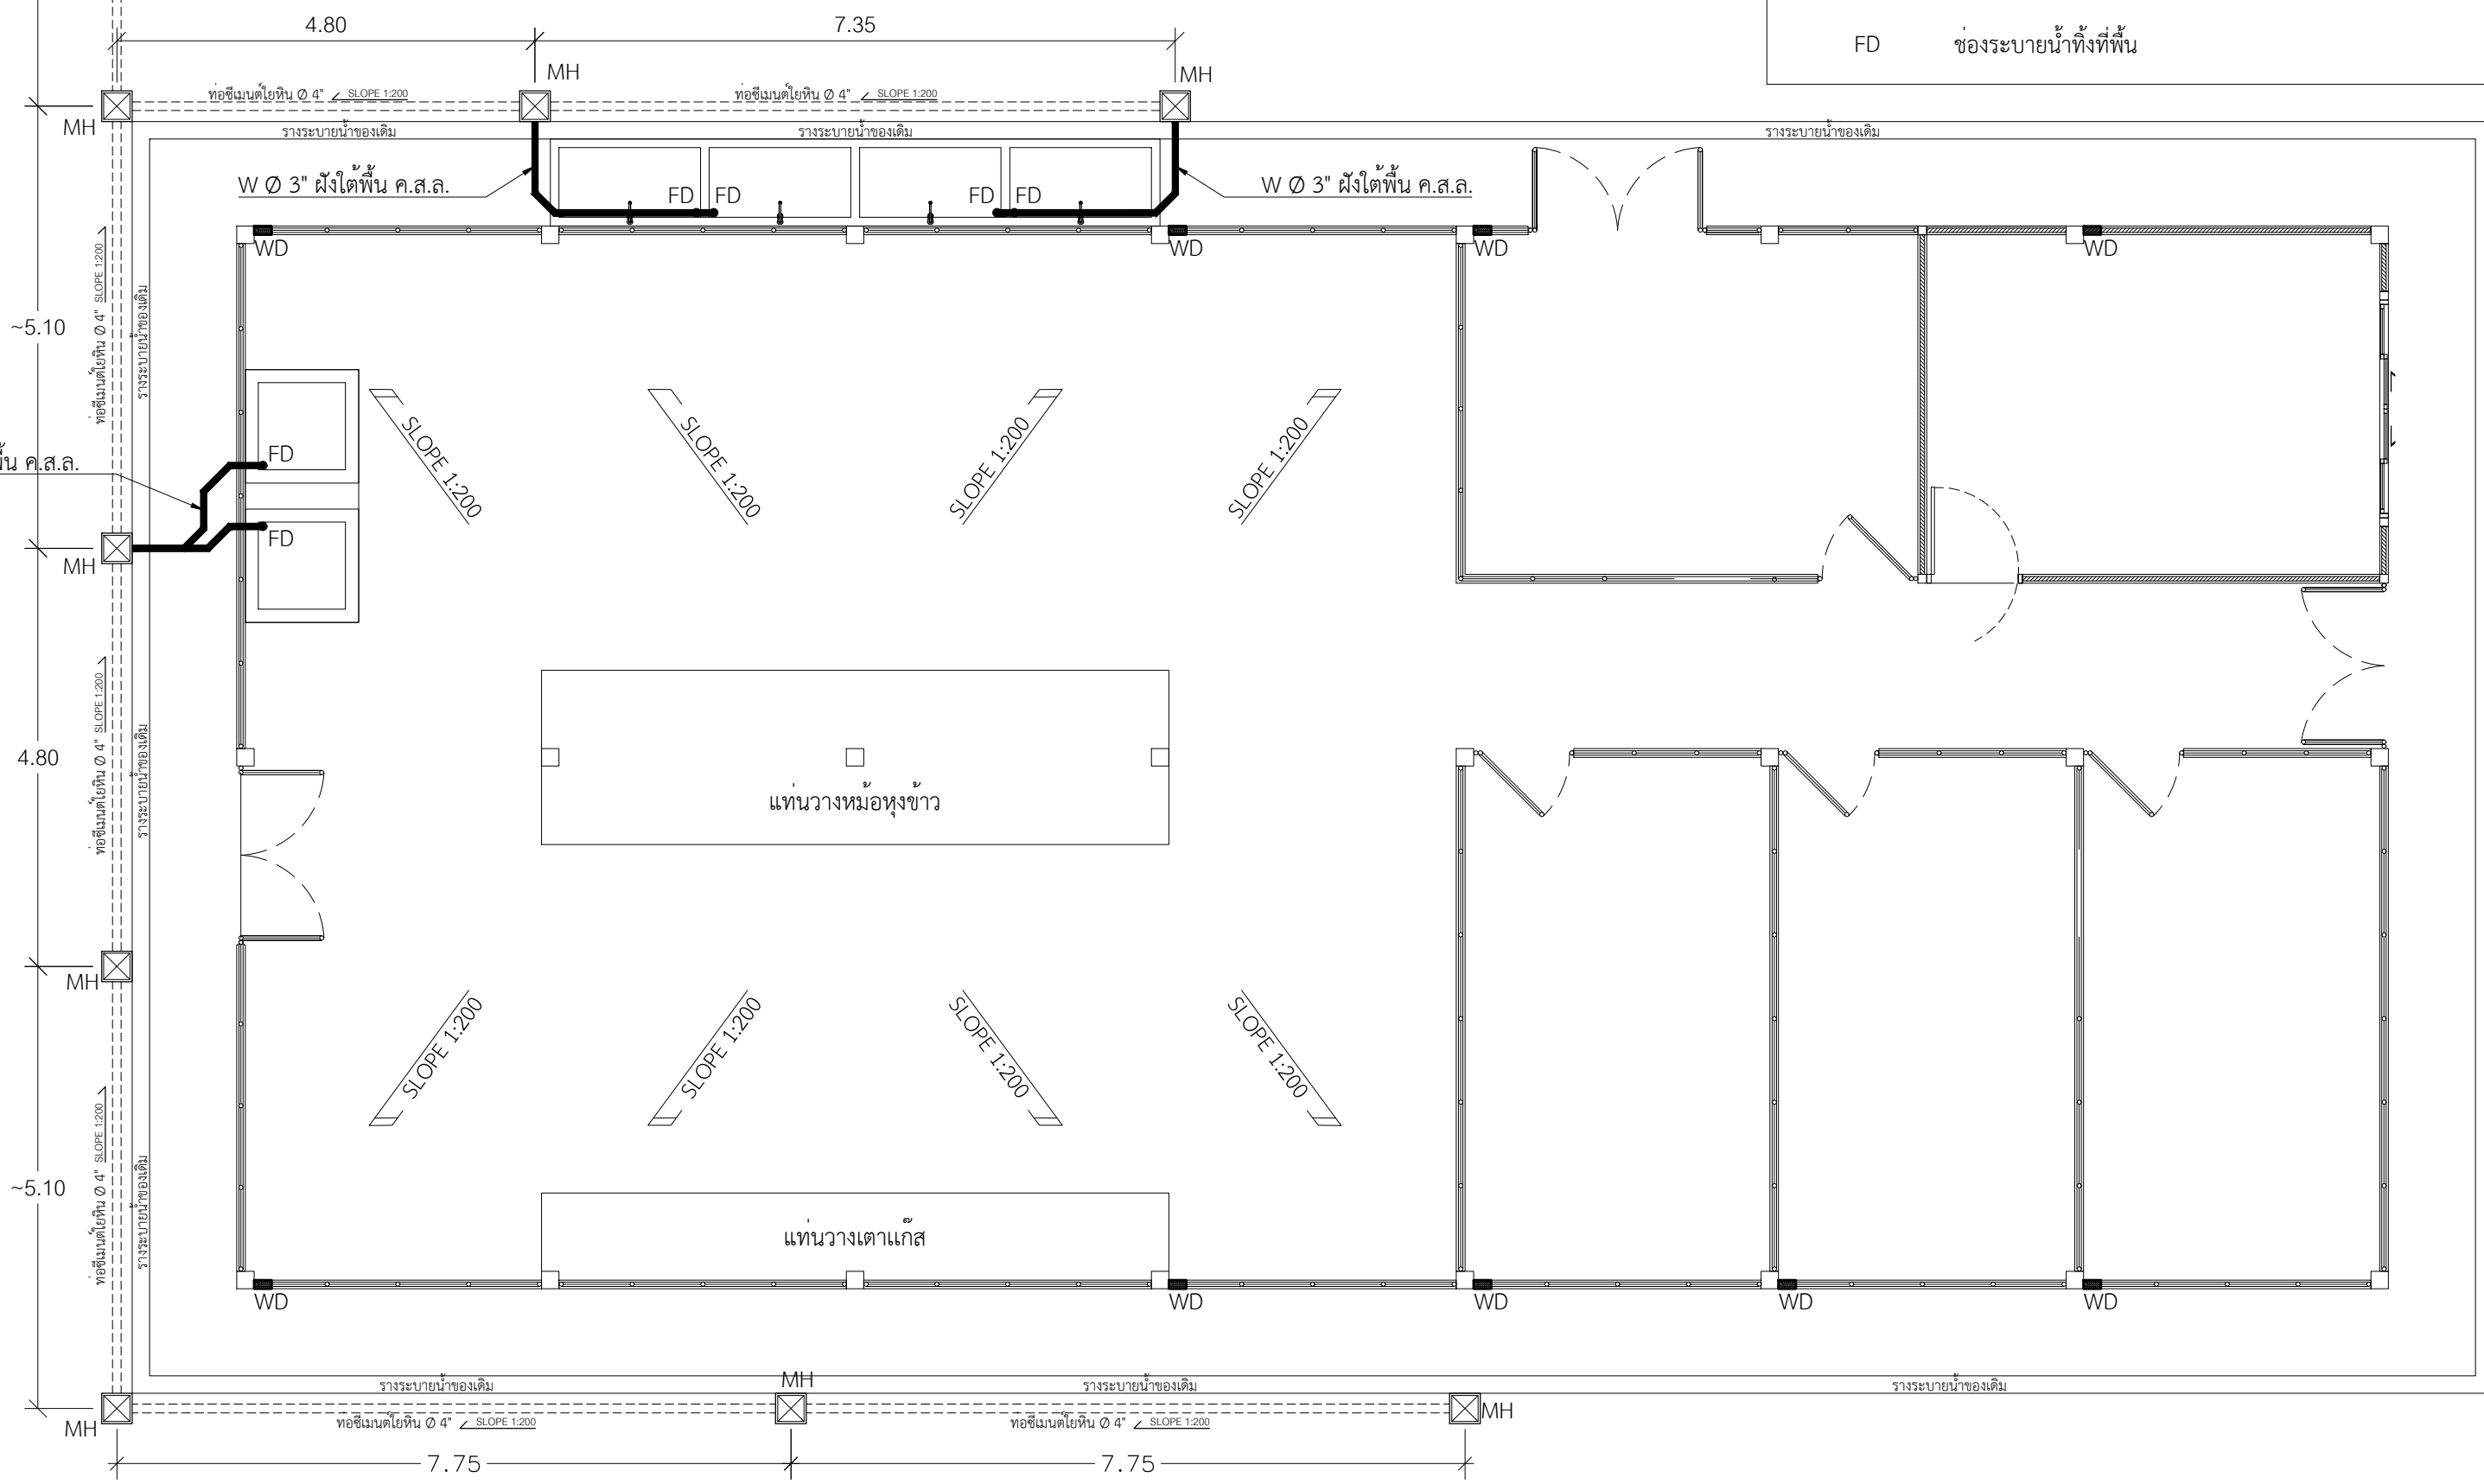 4.80
7.35
FD ช่องระบายน้ำทิ้งที่พื้น
MH
MH
ท่อซีเมนต์ใยหิน Ø 4" SLOPE 1:200
ท่อซีเมนต์ใยหิน Ø 4" SLOPE 1:200
MH
รางระบายน้ำของเดิม
รางระบายน้ำของเดิม
รางระบายน้ำของเดิม
W Ø 3" ฝังใต้พื้น ค.ส.ล.
FD FD
FD FD
W Ø 3" ฝังใต้พื้น ค.ส.ล.
WD
WD
WD
WD
~5.10
ท่อซีเมนต์ใยหิน Ø 4" SLOPE 1:200
รางระบายน้ำของเดิม
SLOPE 1:200
SLOPE 1:200
SLOPE 1:200
SLOPE 1:200
ค.ส.ล.
FD
FD
MH
4.80
ท่อซีเมนต์ใยหิน Ø 4" SLOPE 1:200
รางระบายน้ำของเดิม
แท่นวางหม้อหุงข้าว
MH
SLOPE 1:200
SLOPE 1:200
SLOPE 1:200
SLOPE 1:200
~5.10
ท่อซีเมนต์ใยหิน Ø 4" SLOPE 1:200
รางระบายน้ำของเดิม
แท่นวางเตาแก๊ส
WD
WD
WD
WD
WD
MH
รางระบายน้ำของเดิม
รางระบายน้ำของเดิม
รางระบายน้ำของเดิม
MH
ท่อซีเมนต์ใยหิน Ø 4" SLOPE 1:200
ท่อซีเมนต์ใยหิน Ø 4" SLOPE 1:200
MH
7.75
7.75